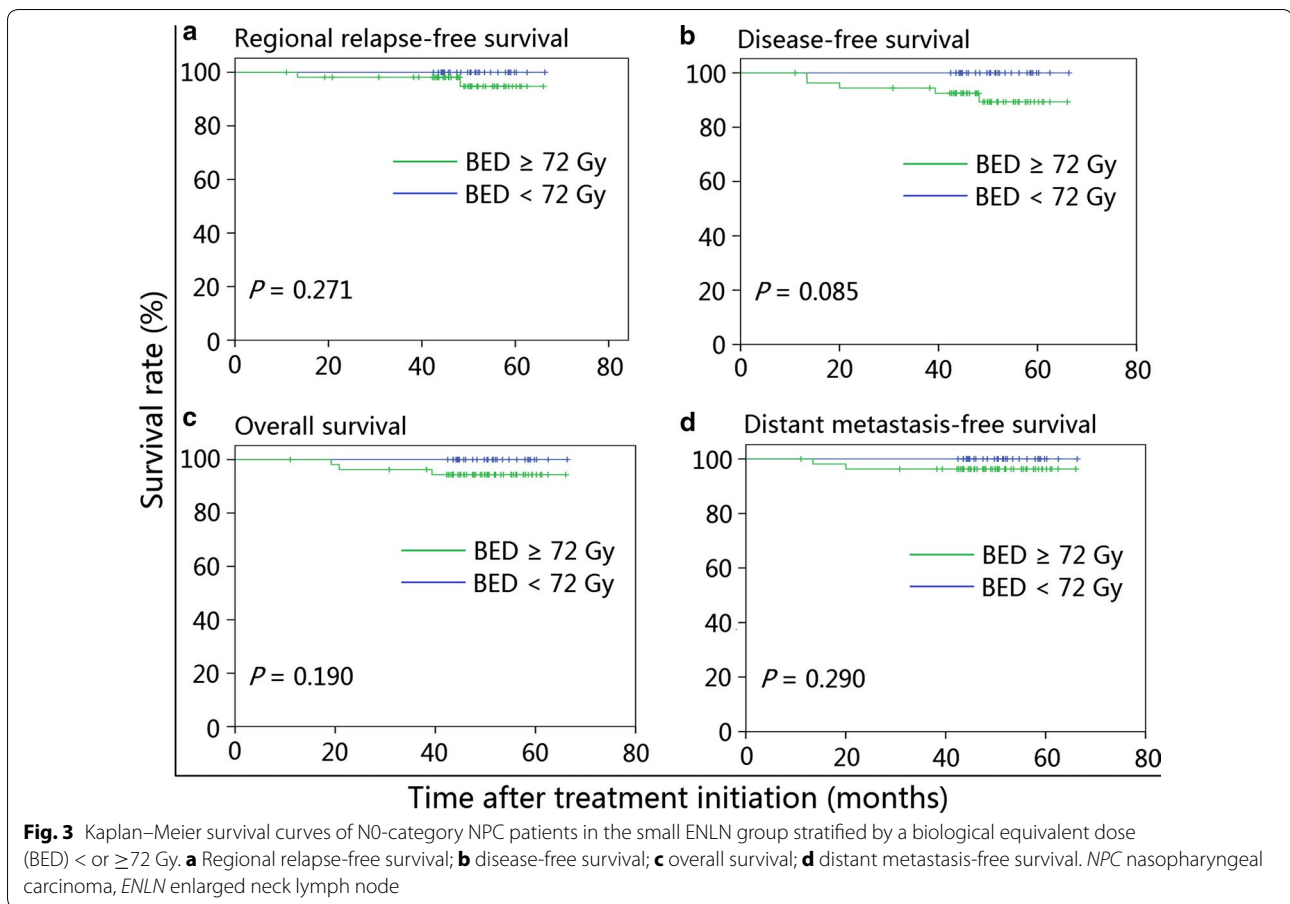 a Regional relapse-free survival
100
80
60
40
20
0
BED ≥ 72 Gy
BED < 72 Gy
P = 0.271
0 20 40 60 80
b Disease-free survival
100
80
60
40
20
0
BED ≥ 72 Gy
BED < 72 Gy
P = 0.085
0 20 40 60 80
Survival rate (%)
c Overall survival
100
80
60
40
20
0
BED ≥ 72 Gy
BED < 72 Gy
P = 0.190
0 20 40 60 80
d Distant metastasis-free survival
100
80
60
40
20
0
BED ≥ 72 Gy
BED < 72 Gy
P = 0.290
0 20 40 60 80
Time after treatment initiation (months)
Fig. 3 Kaplan–Meier survival curves of N0-category NPC patients in the small ENLN group stratified by a biological equivalent dose
(BED) < or ≥72 Gy. a Regional relapse-free survival; b disease-free survival; c overall survival; d distant metastasis-free survival. NPC nasopharyngeal
carcinoma, ENLN enlarged neck lymph node